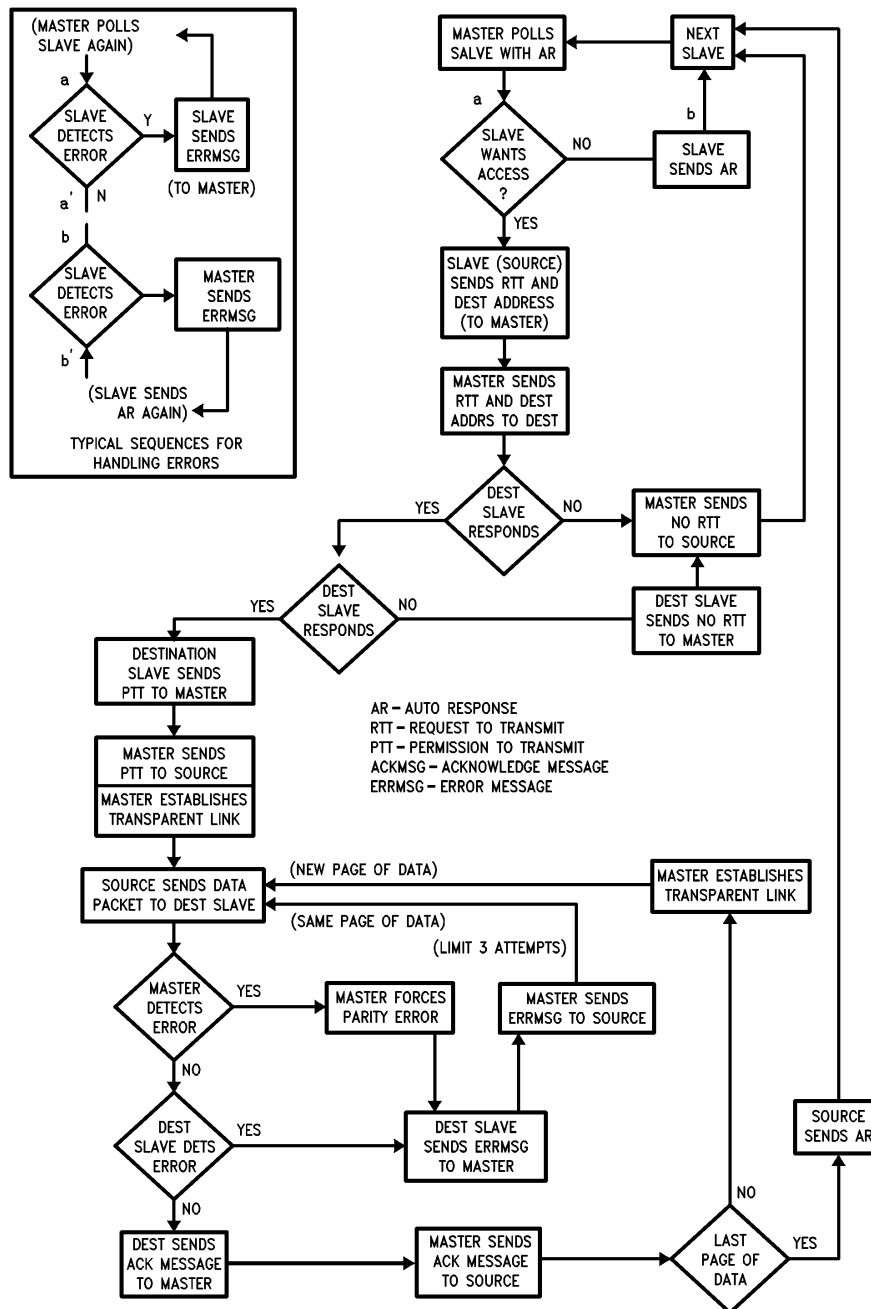 (MASTER POLLS
SLAVE AGAIN)
a
SLAVE
DETECTS
ERROR
Y
SLAVE
SENDS
ERRMSG
(TO MASTER)
a'
N
b
SLAVE
DETECTS
ERROR
MASTER
SENDS
ERRMSG
b'
(SLAVE SENDS
AR AGAIN)
TYPICAL SEQUENCES FOR
HANDLING ERRORS
MASTER POLLS
SALVE WITH AR
NEXT
SLAVE
a
SLAVE
WANTS
ACCESS
?
NO
b
SLAVE
SENDS AR
YES
SLAVE (SOURCE)
SENDS RTT AND
DEST ADDRESS
(TO MASTER)
MASTER SENDS
RTT AND DEST
ADDRS TO DEST
DEST
SLAVE
RESPONDS
YES
NO
MASTER SENDS
NO RTT
TO SOURCE
DEST
SLAVE
RESPONDS
YES
NO
DEST SLAVE
SENDS NO RTT
TO MASTER
DESTINATION
SLAVE SENDS
PTT TO MASTER
AR – AUTO RESPONSE
RTT – REQUEST TO TRANSMIT
PTT – PERMISSION TO TRANSMIT
ACKMSG – ACKNOWLEDGE MESSAGE
ERRMSG – ERROR MESSAGE
MASTER SENDS
PTT TO SOURCE
MASTER ESTABLISHES
TRANSPARENT LINK
SOURCE SENDS DATA
PACKET TO DEST SLAVE
(NEW PAGE OF DATA)
MASTER ESTABLISHES
TRANSPARENT LINK
(SAME PAGE OF DATA)
(LIMIT 3 ATTEMPTS)
MASTER
DETECTS
ERROR
YES
MASTER FORCES
PARITY ERROR
MASTER SENDS
ERRMSG TO SOURCE
NO
DEST
SLAVE DETS
ERROR
YES
DEST SLAVE
SENDS ERRMSG
TO MASTER
SOURCE
SENDS AR
NO
DEST SENDS
ACK MESSAGE
TO MASTER
MASTER SENDS
ACK MESSAGE
TO SOURCE
NO
LAST
PAGE OF
DATA
YES